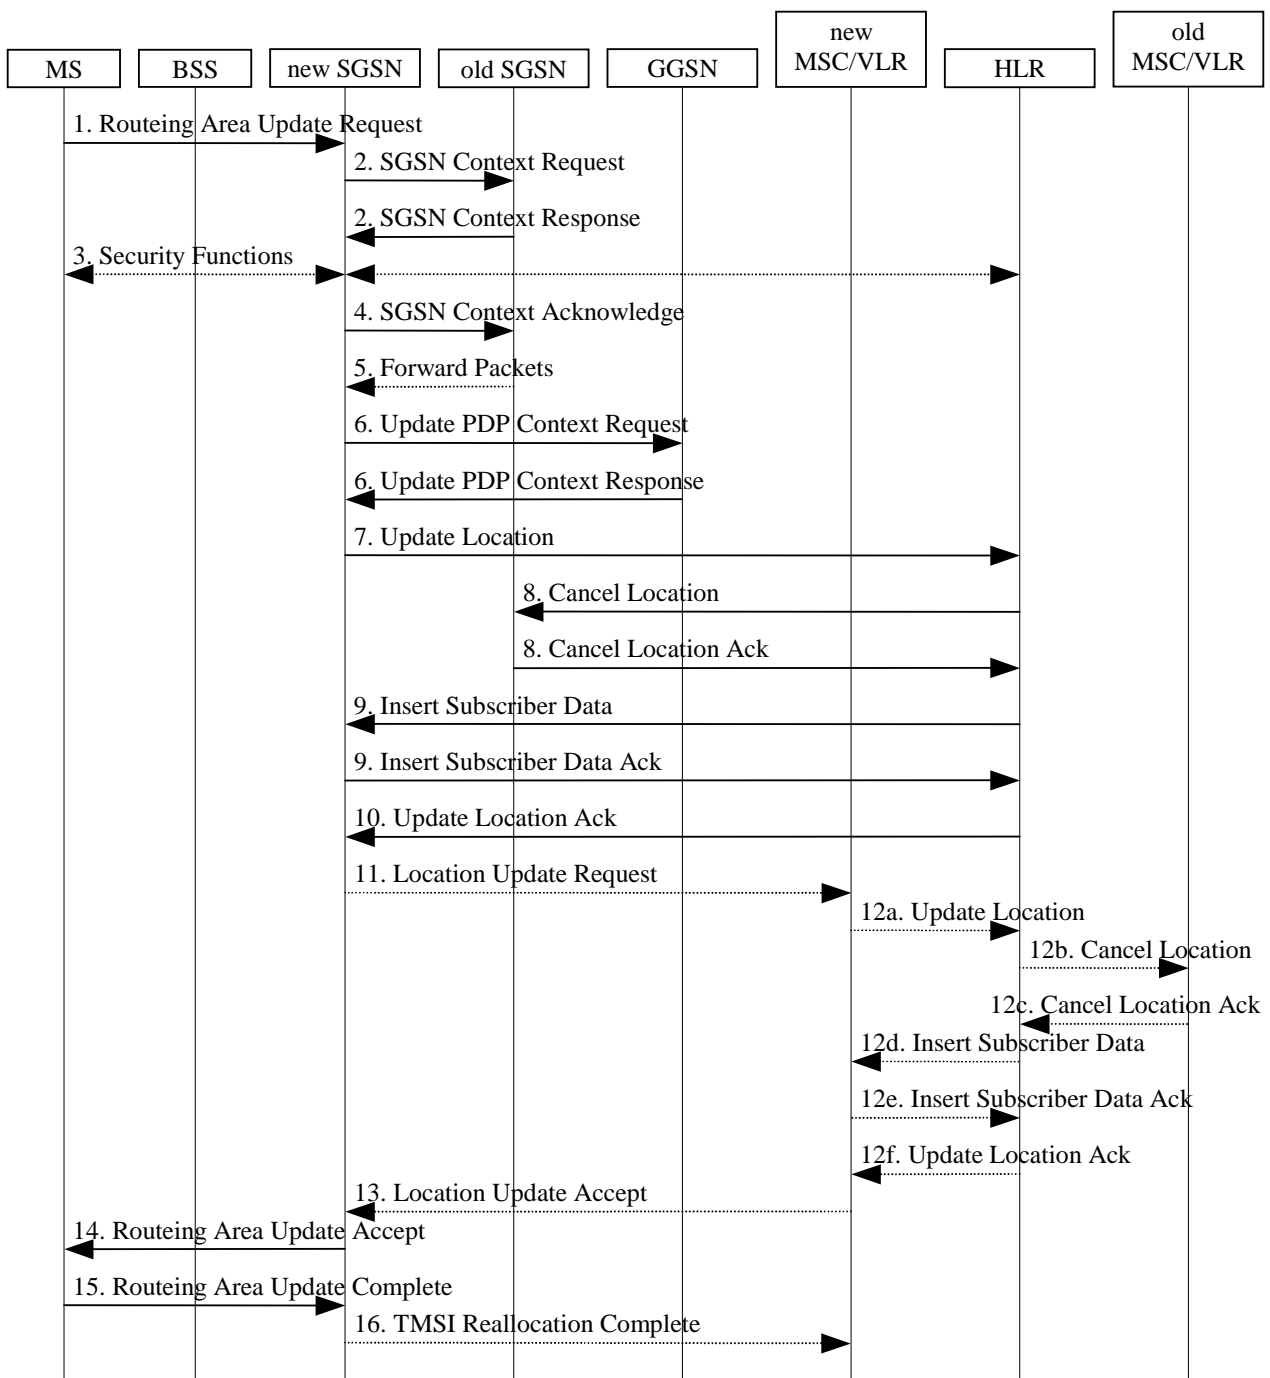 MS
BSS
new SGSN
old SGSN
GGSN
new
MSC/VLR
HLR
old
MSC/VLR
1. Routeing Area Update Request
2. SGSN Context Request
2. SGSN Context Response
3. Security Functions
4. SGSN Context Acknowledge
5. Forward Packets
6. Update PDP Context Request
6. Update PDP Context Response
7. Update Location
8. Cancel Location
8. Cancel Location Ack
9. Insert Subscriber Data
9. Insert Subscriber Data Ack
10. Update Location Ack
11. Location Update Request
12a. Update Location
12b. Cancel Location
12c. Cancel Location Ack
12d. Insert Subscriber Data
12e. Insert Subscriber Data Ack
12f. Update Location Ack
13. Location Update Accept
14. Routeing Area Update Accept
15. Routeing Area Update Complete
16. TMSI Reallocation Complete